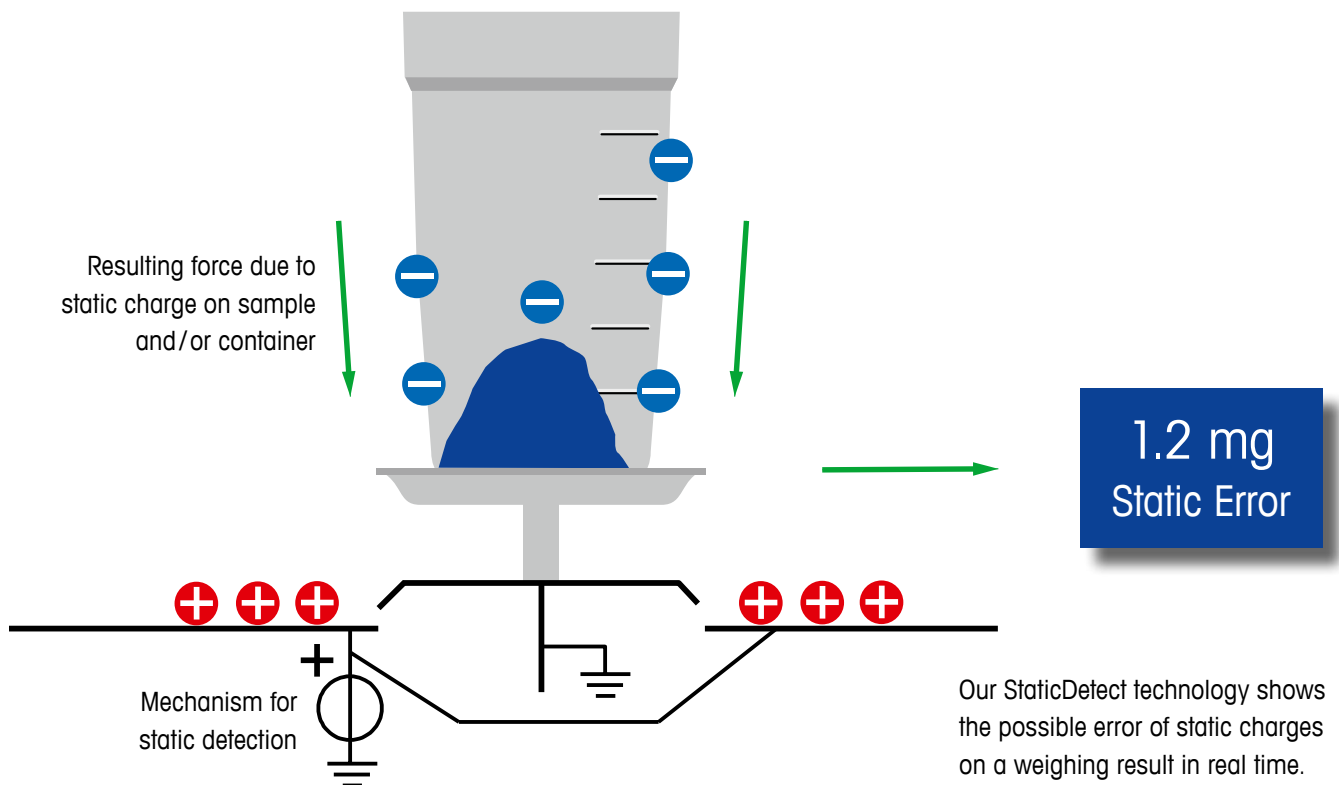 Resulting force due to
static charge on sample
and/or container
1.2 mg
Static Error
+
Mechanism for
static detection
Our StaticDetect technology shows
the possible error of static charges
on a weighing result in real time.